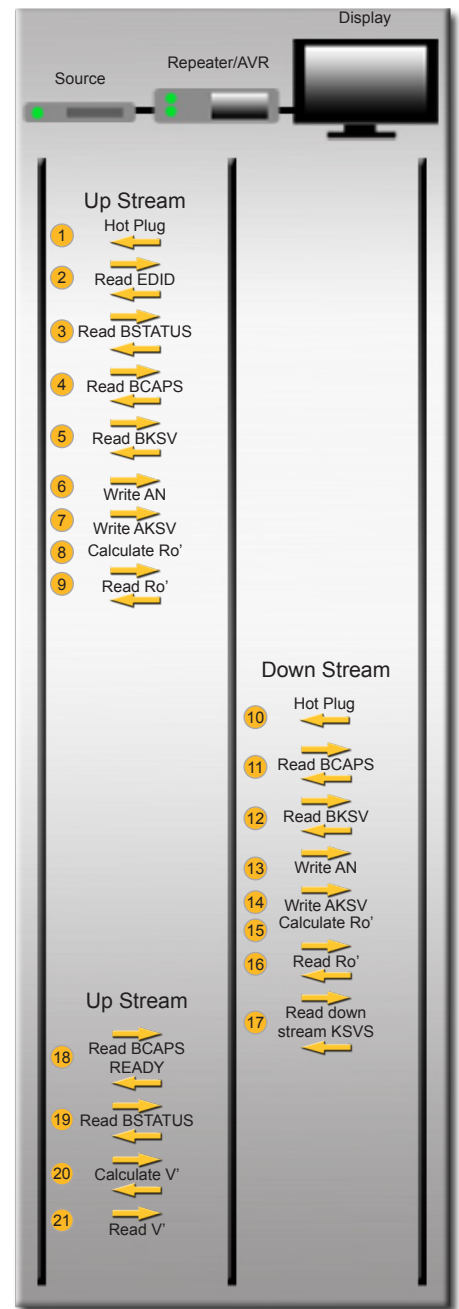 Display
Repeater/AVR
Source
Up Stream
1 Hot Plug
2 Read EDID
3 Read BSTATUS
4 Read BCAPS
5 Read BKSV
6 Write AN
7 Write AKSV
8 Calculate Ro'
9 Read Ro'
Down Stream
10 Hot Plug
11 Read BCAPS
12 Read BKSV
13 Write AN
14 Write AKSV
15 Calculate Ro'
16 Read Ro'
17 Read down
stream KSVS
Up Stream
18 Read BCAPS
READY
19 Read BSTATUS
20 Calculate V'
21 Read V'